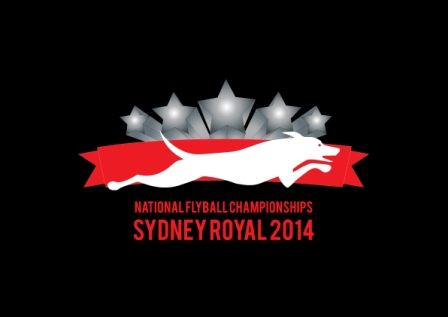 NATIONAL FLYBALL CHAMPIONSHIPS
SYDNEY ROYAL 2014